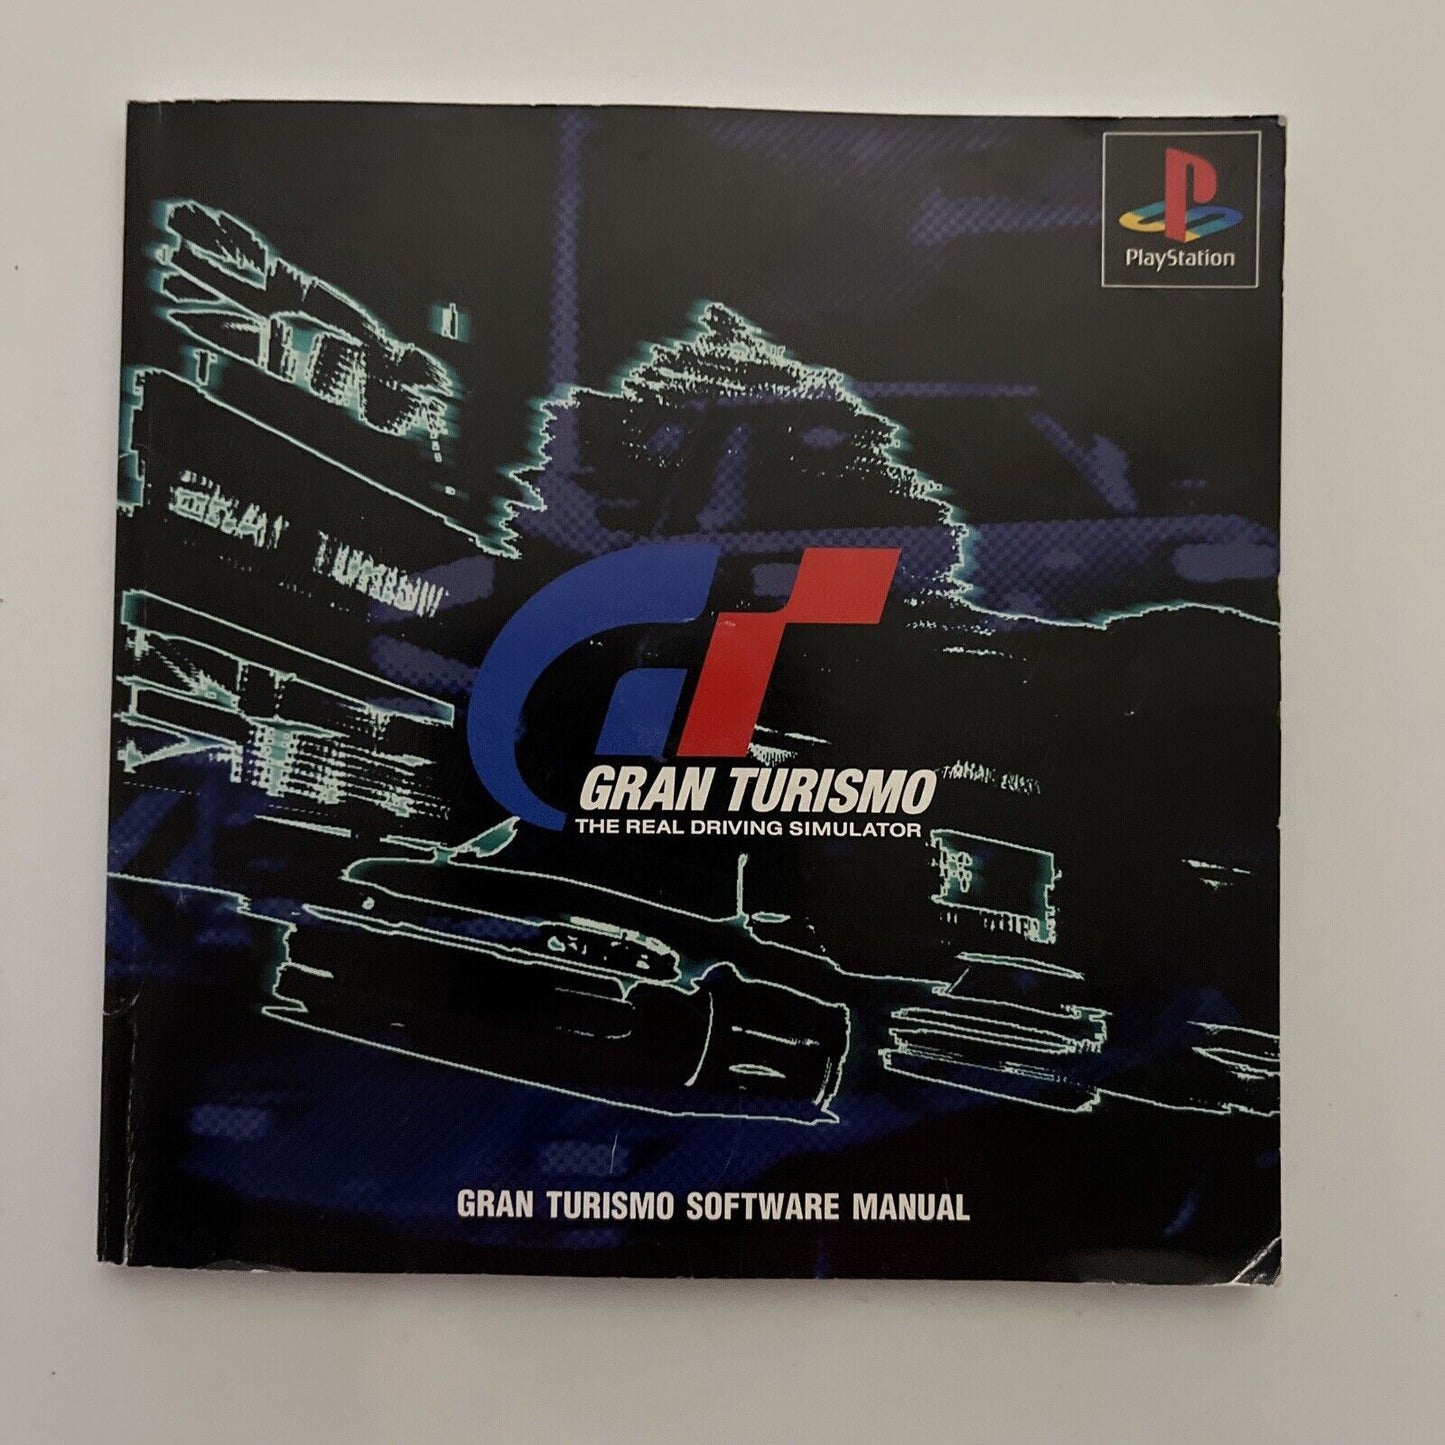 PlayStation
GRAN TURISMO
THE REAL DRIVING SIMULATOR
GRAN TURISMO SOFTWARE MANUAL